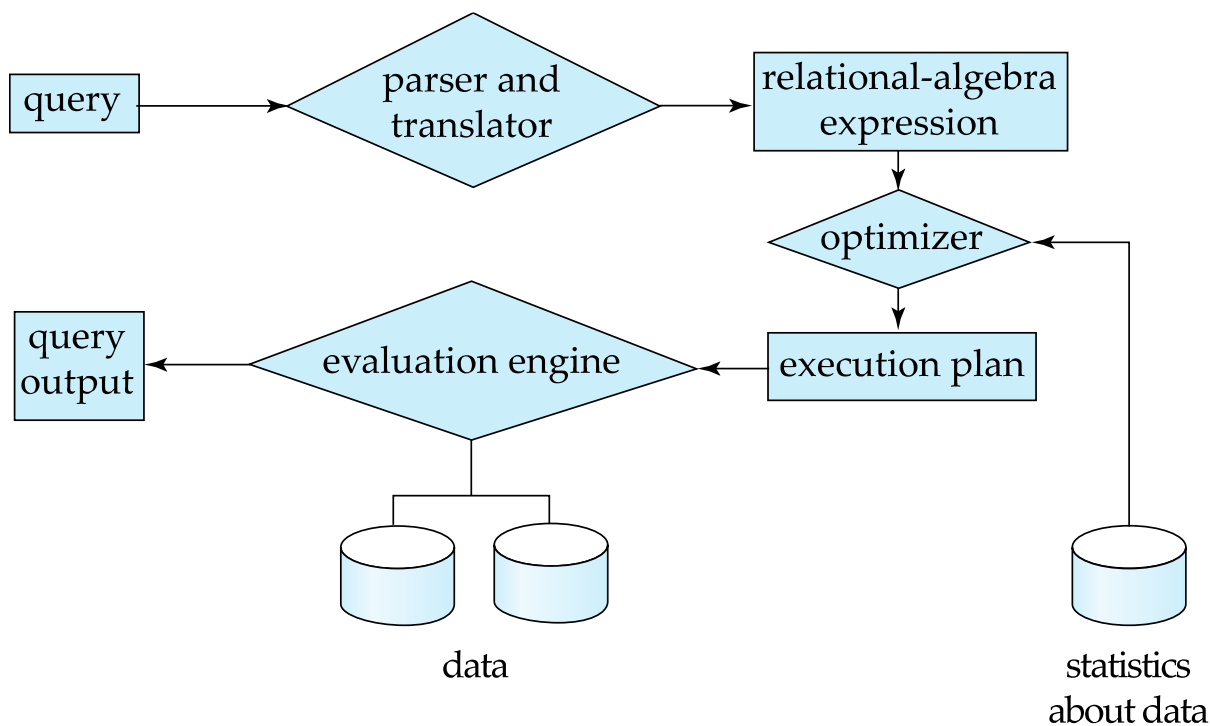 query
parser and
translator
relational-algebra
expression
optimizer
query
output
evaluation engine
execution plan
data
statistics
about data